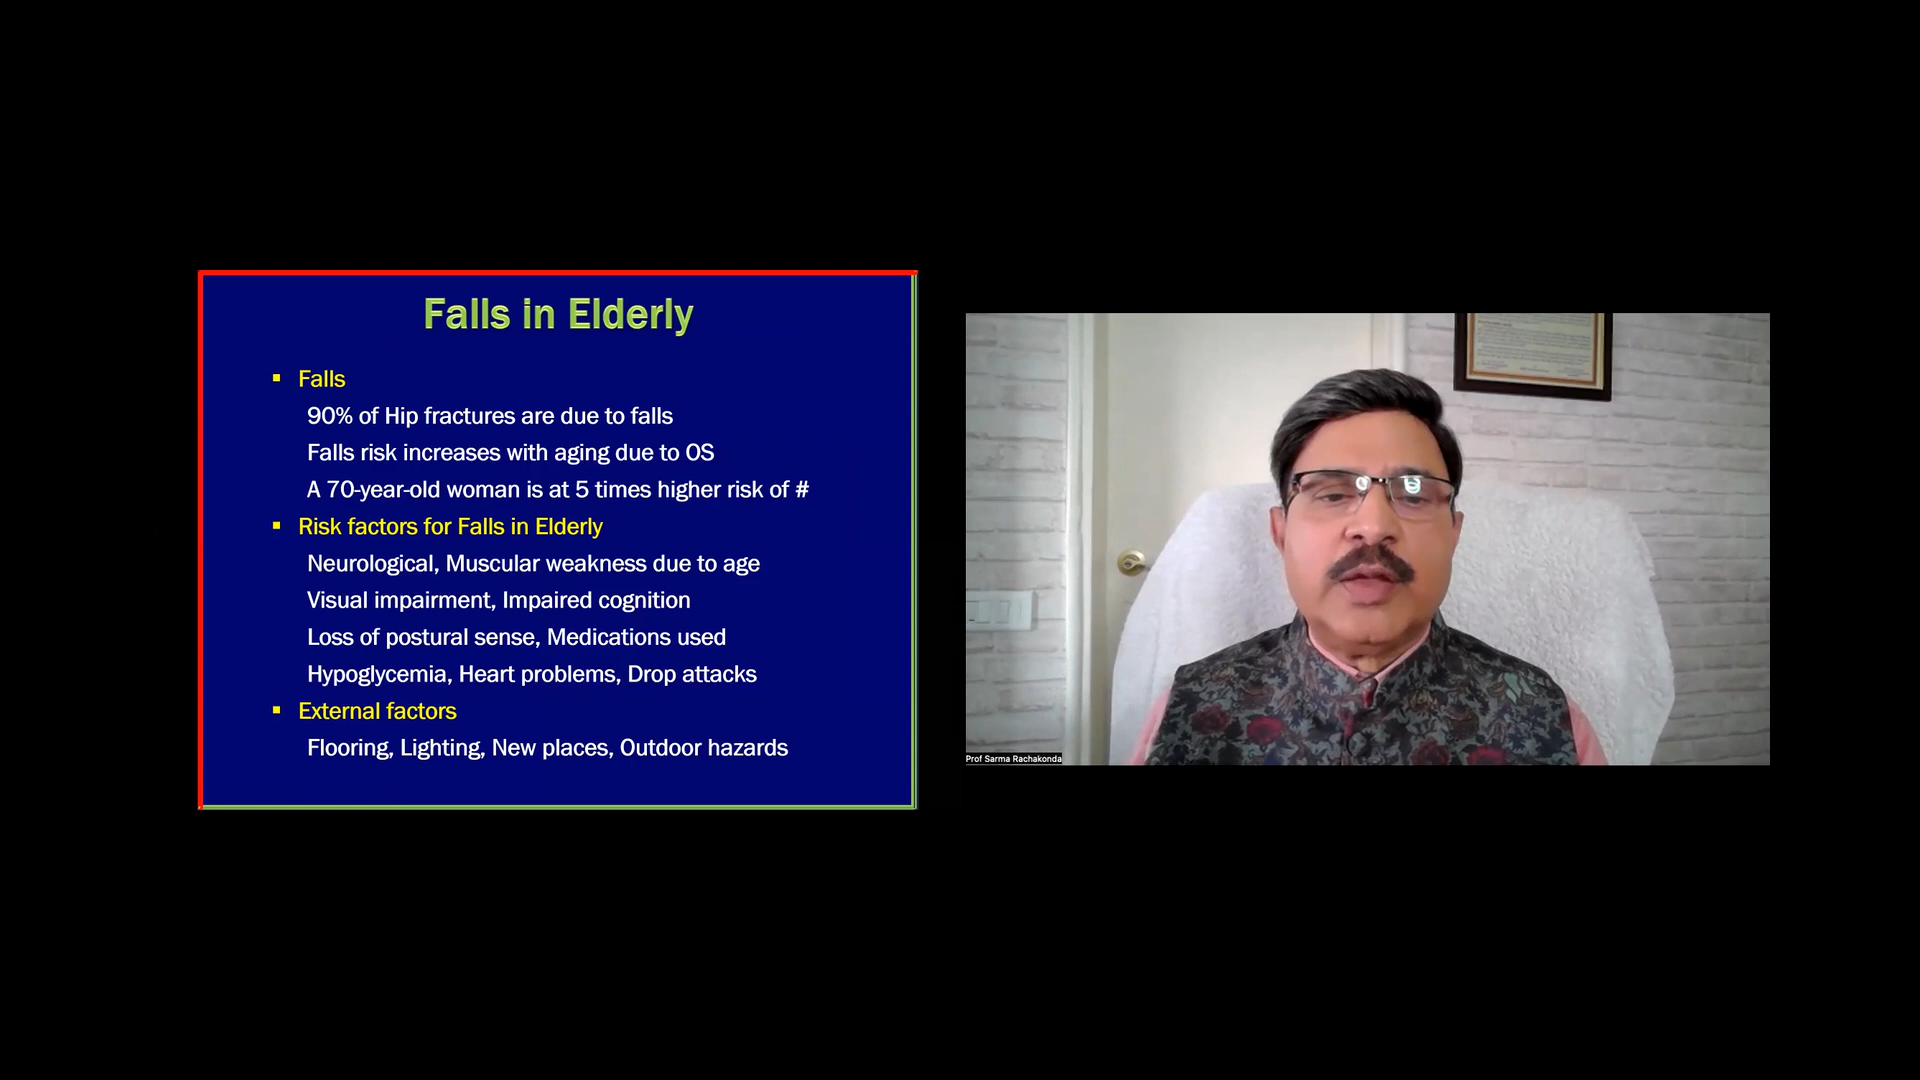 Falls in Elderly
▪ Falls
90% of Hip fractures are due to falls
Falls risk increases with aging due to OS
A 70-year-old woman is at 5 times higher risk of #
▪ Risk factors for Falls in Elderly
Neurological, Muscular weakness due to age
Visual impairment, Impaired cognition
Loss of postural sense, Medications used
Hypoglycemia, Heart problems, Drop attacks
▪ External factors
Flooring, Lighting, New places, Outdoor hazards
Prof Sarma Rachakonda